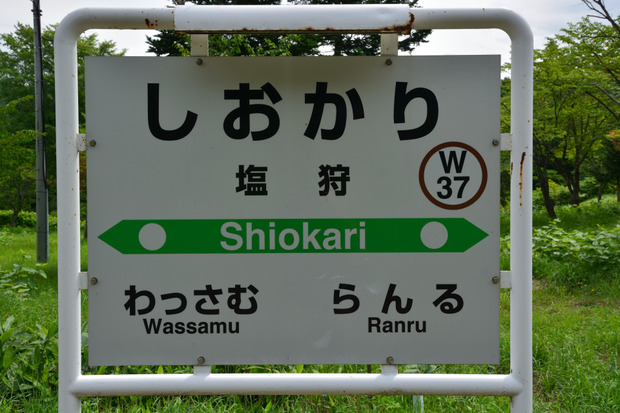 しおかり
塩狩
W
37
Shiokari
わっさむ らんる
Wassamu Ranru